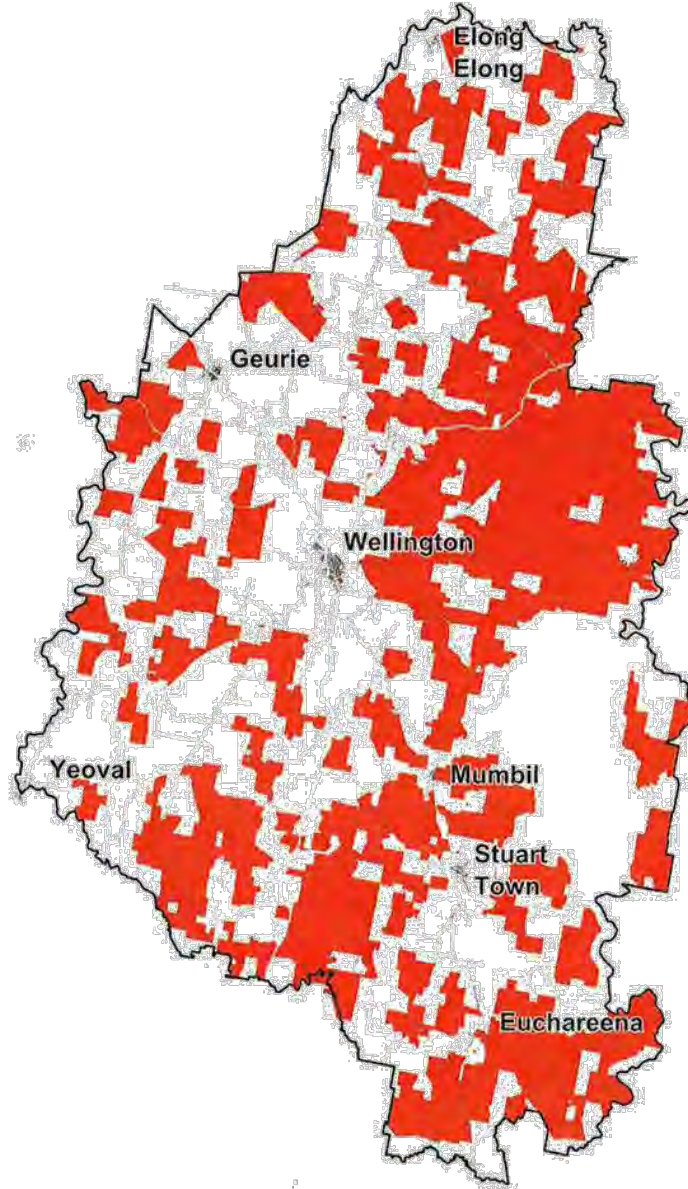 Elong
Elong
Geurie
Wellington
Yeoval
Mumbil
Stuart
Town
Euchareena